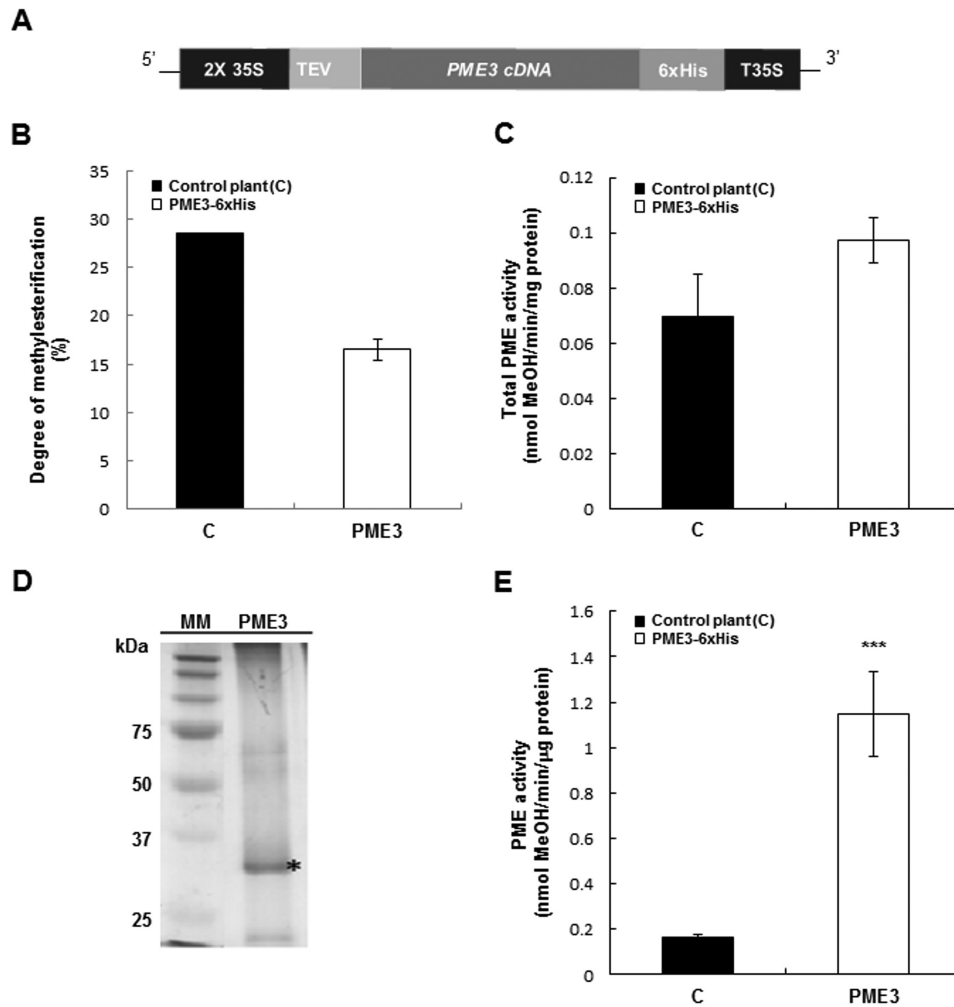 A
5’ 2X 35S TEV PME3 cDNA 6xHis T35S 3’
B
Control plant (C)
PME3-6xHis
Degree of methylesterification
(%)
35
30
25
20
15
10
5
0
C PME3
C
Control plant (C)
PME3-6xHis
Total PME activity
(nmol MeOH/min/mg protein)
0.12
0.1
0.08
0.06
0.04
0.02
0
C PME3
D
MM PME3
kDa
75
50
37
*
25
E
Control plant (C)
PME3-6xHis
***
PME activity
(nmol MeOH/min/µg protein)
1.6
1.4
1.2
1
0.8
0.6
0.4
0.2
0
C PME3